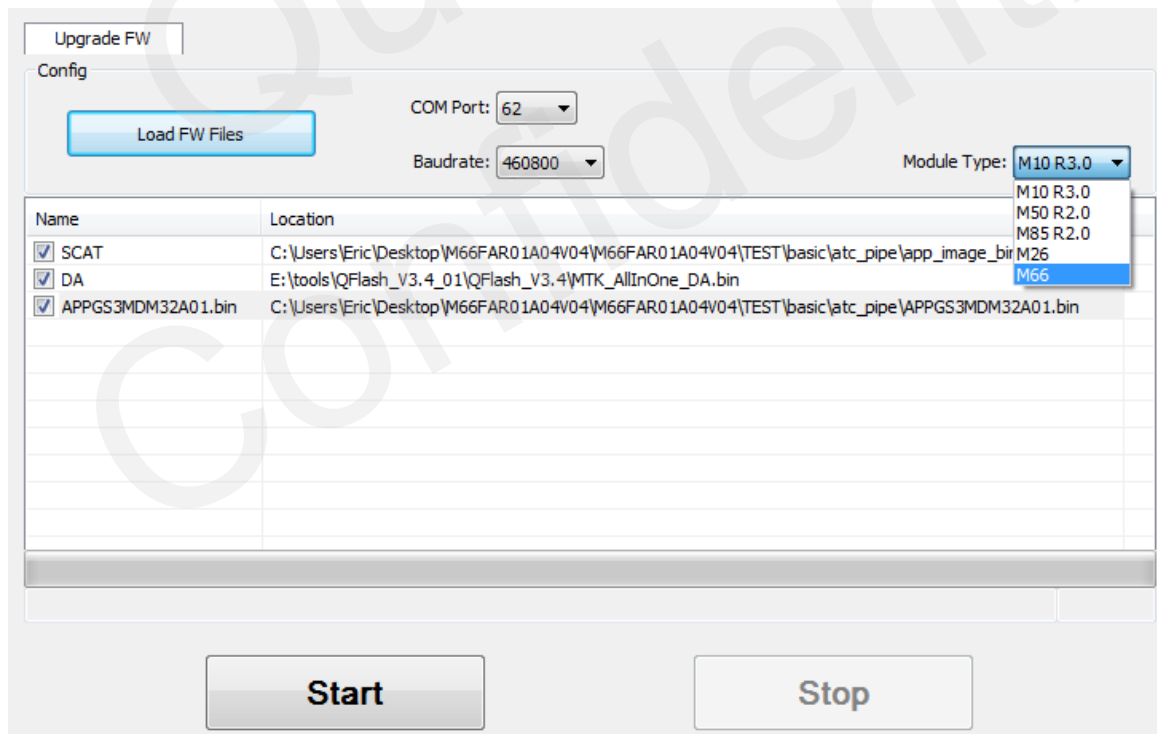 Upgrade FW
Config
Load FW Files
COM Port: 62
Baudrate: 460800
Module Type: M10 R3.0
M10 R3.0
M50 R2.0
M85 R2.0
M26
M66
Name Location
SCAT C:\Users\Eric\Desktop\M66FAR01A04V04\M66FAR01A04V04\TEST\basic\atc_pipe\app_image_bin
DA E:\tools\QFlash_V3.4_01\QFlash_V3.4\MTK_AllInOne_DA.bin
APPGS3MDM32A01.bin C:\Users\Eric\Desktop\M66FAR01A04V04\M66FAR01A04V04\TEST\basic\atc_pipe\APPGS3MDM32A01.bin
Start Stop